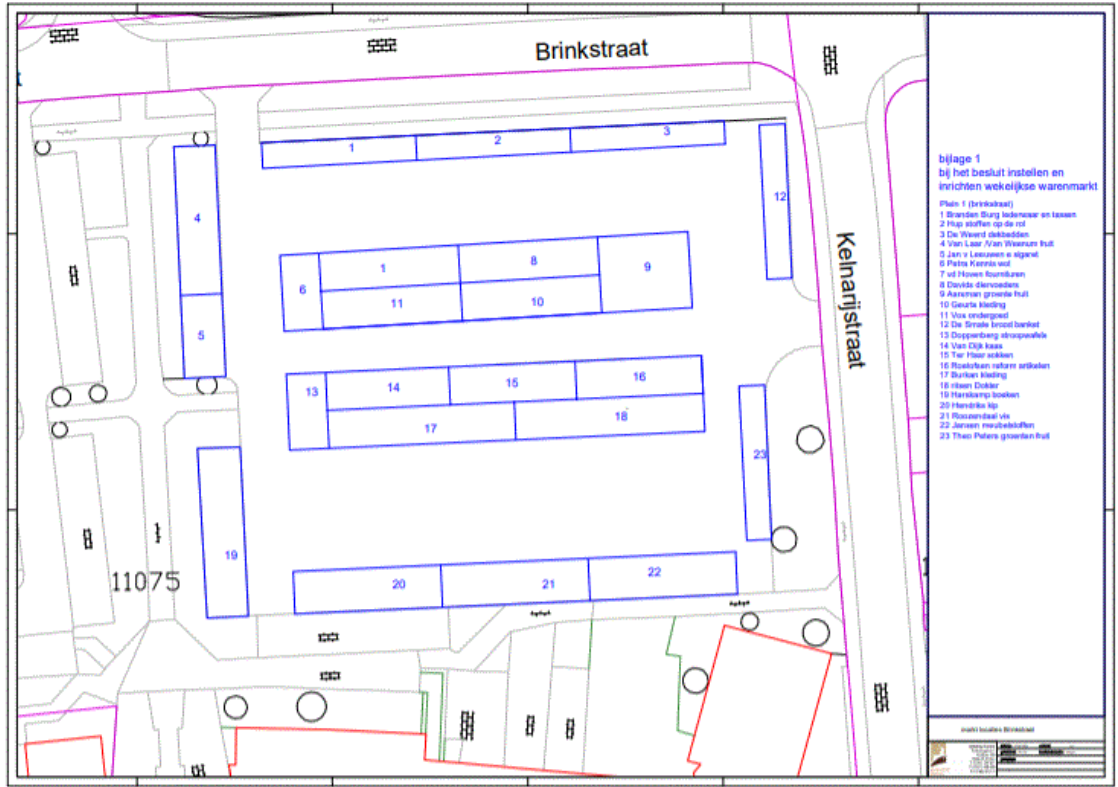 Brinkstraat
Kelnarijstraat
1
2
3
4
12
1
8
9
6
11
10
5
13
14
15
16
17
18
23
19
20
21
22
11075
bijlage 1
bij het besluit instellen en
inrichten wekelijkse warenmarkt
Plein 1 (brinkstraat)
1 Branden Burg lederwaar en tassen
2 Hup stoffen op de rol
3 De Weerd dekbedden
4 Van Laar /Van Weenum fruit
5 Jan v Leeuwen e sigaret
6 Petra Kennis wol
7 vd Hoven fournituren
8 Davids diervoeders
9 Aarsman groente fruit
10 Geurts kleding
11 Vos ondergoed
12 De Smale brood banket
13 Doppenberg stroopwafels
14 Van Dijk kaas
15 Ter Haar sokken
16 Roelofsen reform artikelen
17 Burkan kleding
18 Dokter
19 Harskamp boeken
20 Hendriks kip
21 Roozendaal vis
22 Jansen meubelstoffen
23 Theo Peters groenten fruit
markt locaties Brinkstraat